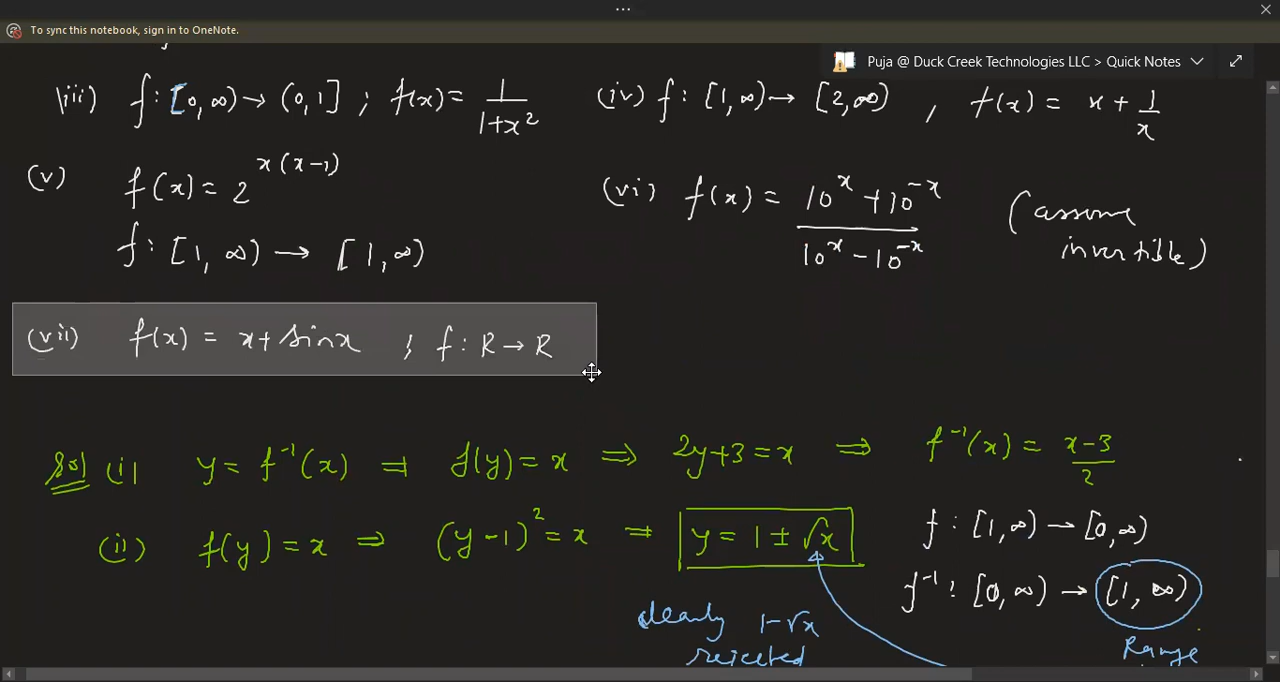 To sync this notebook, sign in to OneNote.
Puja @ Duck Creek Technologies LLC > Quick Notes
(iii) f : [0, ∞) → (0, 1] ; f(x) = 1/(1+x²)
(iv) f : [1, ∞) → [2, ∞) , f(x) = x + 1/x
(v) f(x) = 2^(x(x-1))
f : [1, ∞) → [1, ∞)
(vi) f(x) = (10^x + 10^-x)/(10^x - 10^-x) (assume invertible)
(vii) f(x) = x + sinx ; f : R → R
Sol (i) y = f⁻¹(x) ⇒ f(y) = x ⇒ 2y+3 = x ⇒ f⁻¹(x) = (x-3)/2
(ii) f(y) = x ⇒ (y-1)² = x ⇒ y = 1 ± √x
f : [1, ∞) → [0, ∞)
f⁻¹ : [0, ∞) → [1, ∞)
Range
clearly 1-√x
rejected